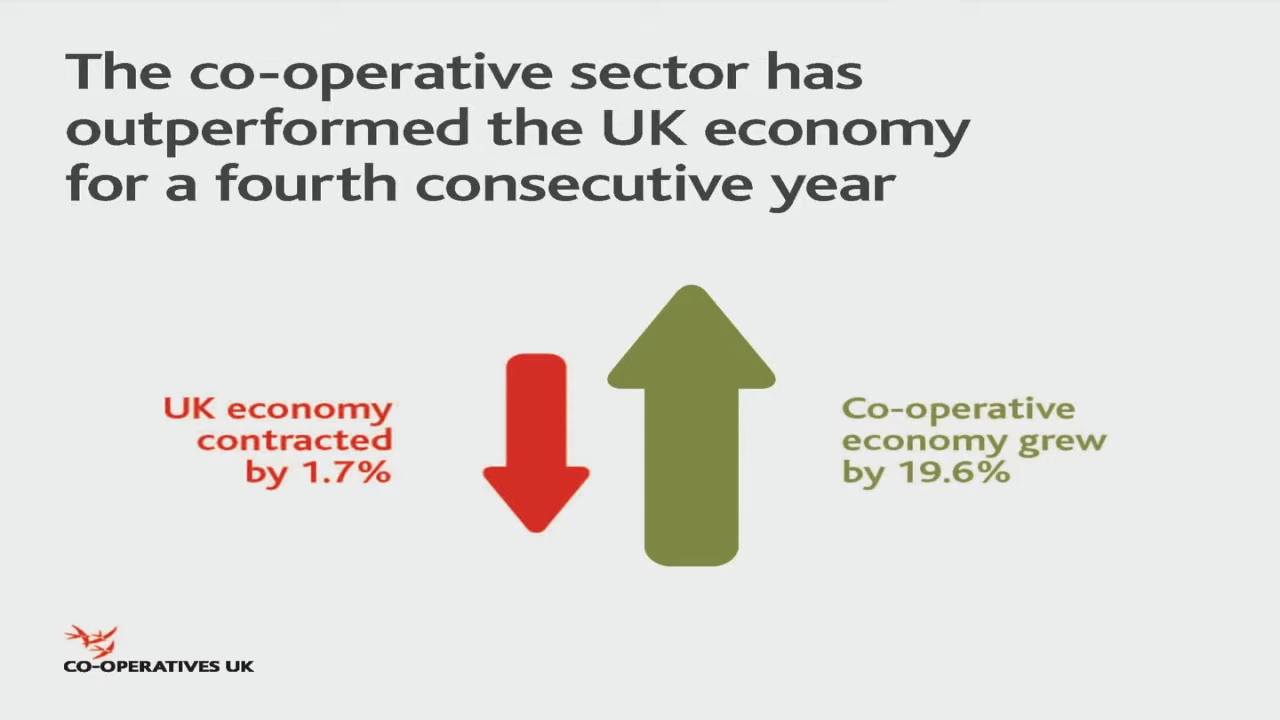 The co-operative sector has
outperformed the UK economy
for a fourth consecutive year
UK economy
contracted
by 1.7%
Co-operative
economy grew
by 19.6%
CO-OPERATIVES UK